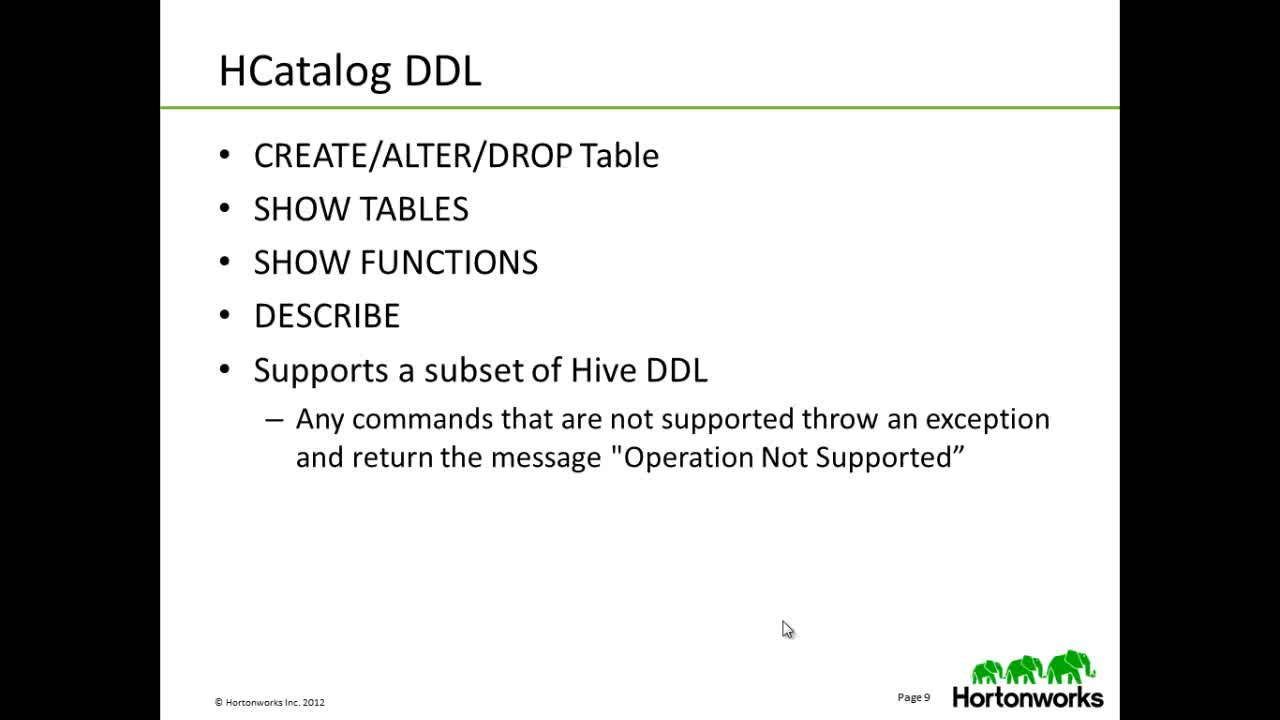 HCatalog DDL
• CREATE/ALTER/DROP Table
• SHOW TABLES
• SHOW FUNCTIONS
• DESCRIBE
• Supports a subset of Hive DDL
– Any commands that are not supported throw an exception
and return the message "Operation Not Supported”
© Hortonworks Inc. 2012
Page 9
Hortonworks